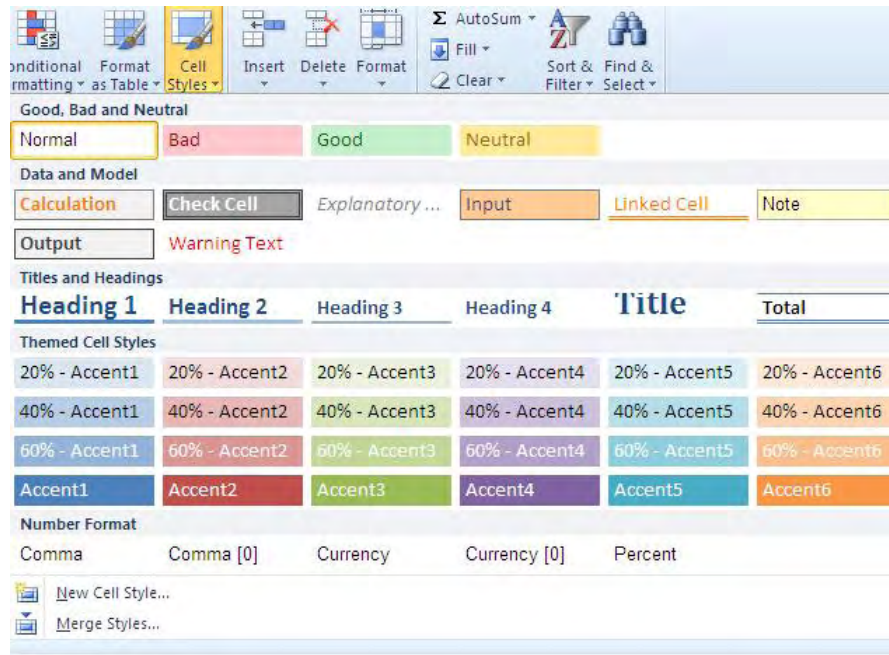 Σ AutoSum
Fill
Clear
onditional Format Cell Insert Delete Format Sort & Find &
rmatting as Table Styles Filter Select
Good, Bad and Neutral
Normal Bad Good Neutral
Data and Model
Calculation Check Cell Explanatory ... Input Linked Cell Note
Output Warning Text
Titles and Headings
Heading 1 Heading 2 Heading 3 Heading 4 Title Total
Themed Cell Styles
20% - Accent1 20% - Accent2 20% - Accent3 20% - Accent4 20% - Accent5 20% - Accent6
40% - Accent1 40% - Accent2 40% - Accent3 40% - Accent4 40% - Accent5 40% - Accent6
60% - Accent1 60% - Accent2 60% - Accent3 60% - Accent4 60% - Accent5 60% - Accent6
Accent1 Accent2 Accent3 Accent4 Accent5 Accent6
Number Format
Comma Comma [0] Currency Currency [0] Percent
New Cell Style...
Merge Styles...